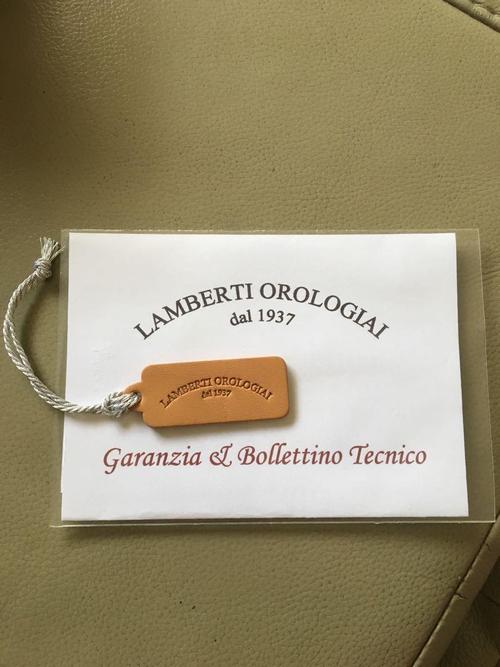 LAMBERTI OROLOGIAI
dal 1937
LAMBERTI OROLOGIAI
dal 1937
Garanzia & Bollettino Tecnico